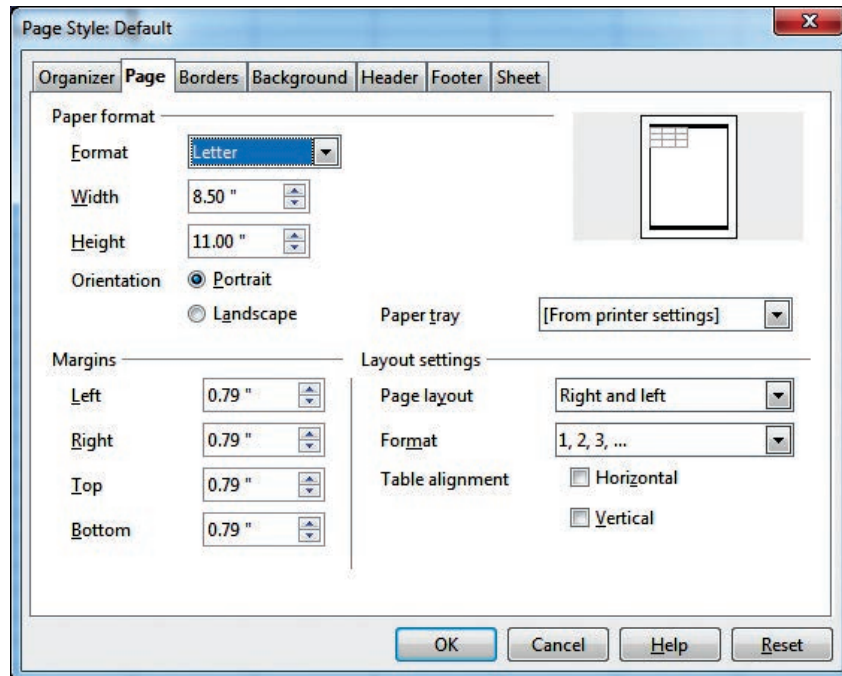 Page Style: Default
Organizer Page Borders Background Header Footer Sheet
Paper format
Format Letter
Width 8.50 "
Height 11.00 "
Orientation Portrait
Landscape Paper tray [From printer settings]
Margins Layout settings
Left 0.79 " Page layout Right and left
Right 0.79 " Format 1, 2, 3, ...
Top 0.79 " Table alignment Horizontal
Bottom 0.79 " Vertical
OK Cancel Help Reset